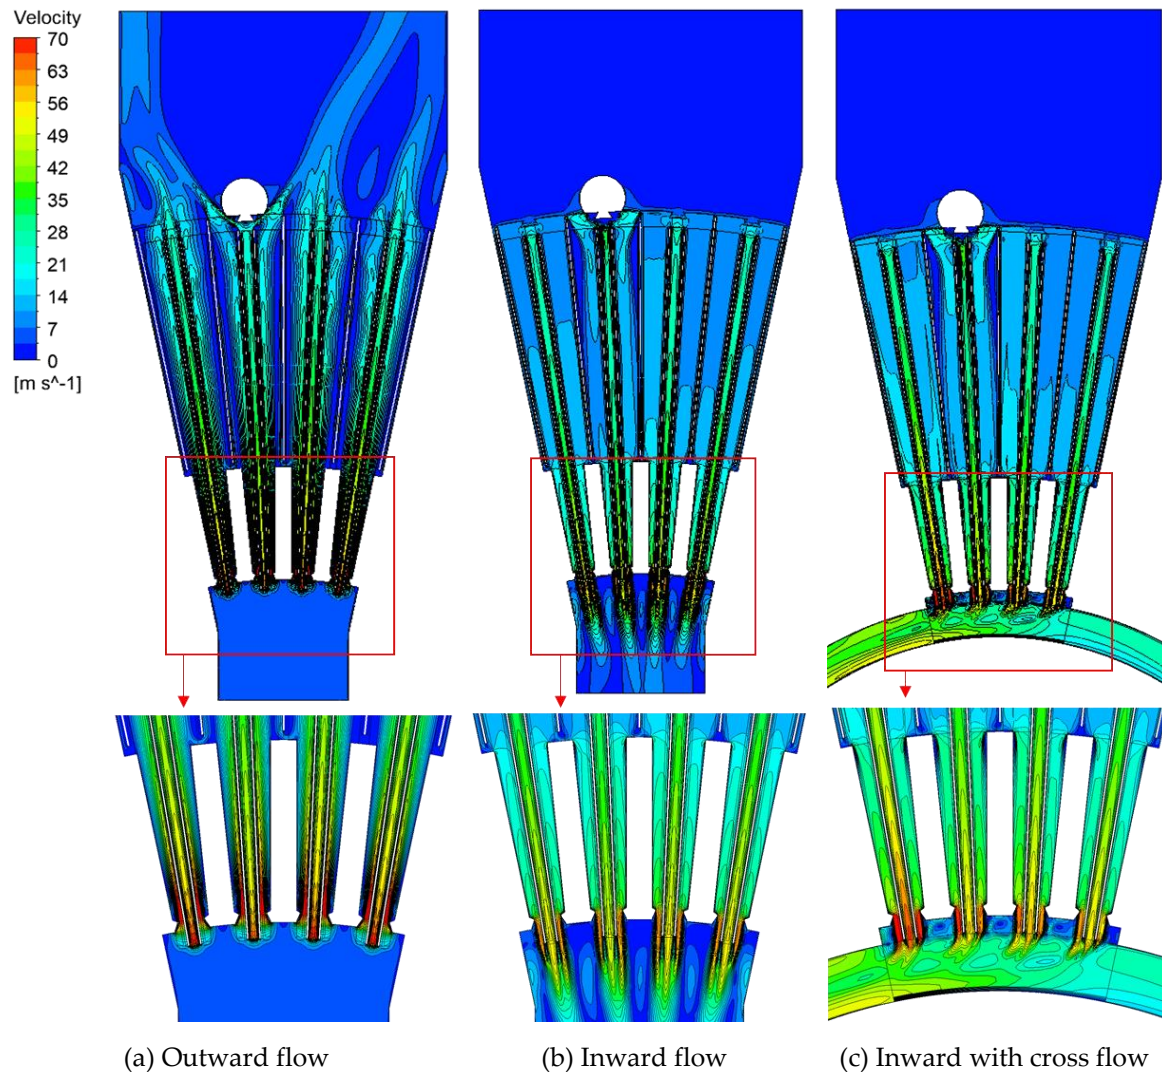 Velocity
70
63
56
49
42
35
28
21
14
7
0
[m s^-1]
(a) Outward flow
(b) Inward flow
(c) Inward with cross flow